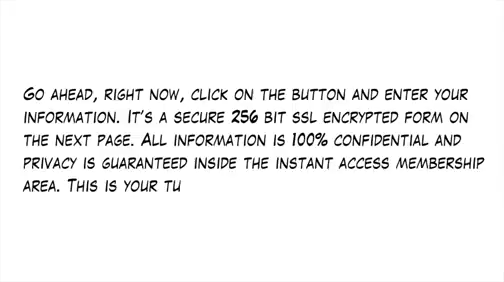 Go ahead, right now, click on the button and enter your
information. It's a secure 256 bit ssl encrypted form on
the next page. All information is 100% confidential and
privacy is guaranteed inside the instant access membership
area. This is your tu